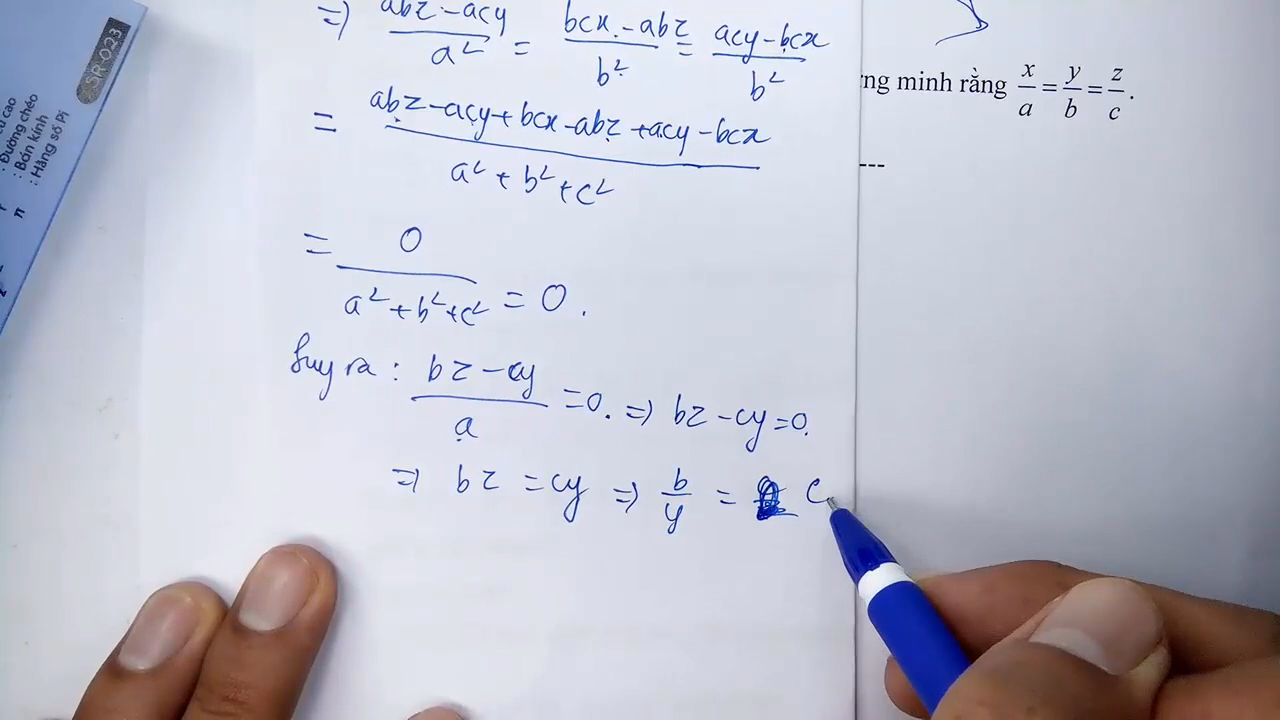 ⇒ (abz - acy)/a² = (bcx - abz)/b² = (acy - bcx)/b²
= (abz - acy + bcx - abz + acy - bcx)/(a² + b² + c²)
= 0/(a² + b² + c²) = 0.
Suy ra : (bz - cy)/a = 0. ⇒ bz - cy = 0.
⇒ bz = cy ⇒ b/y = c
ng minh rằng x/a = y/b = z/c.
---
SR-023
cao
: Đường chéo
: Bán kính
: Hằng số Pi
r
π